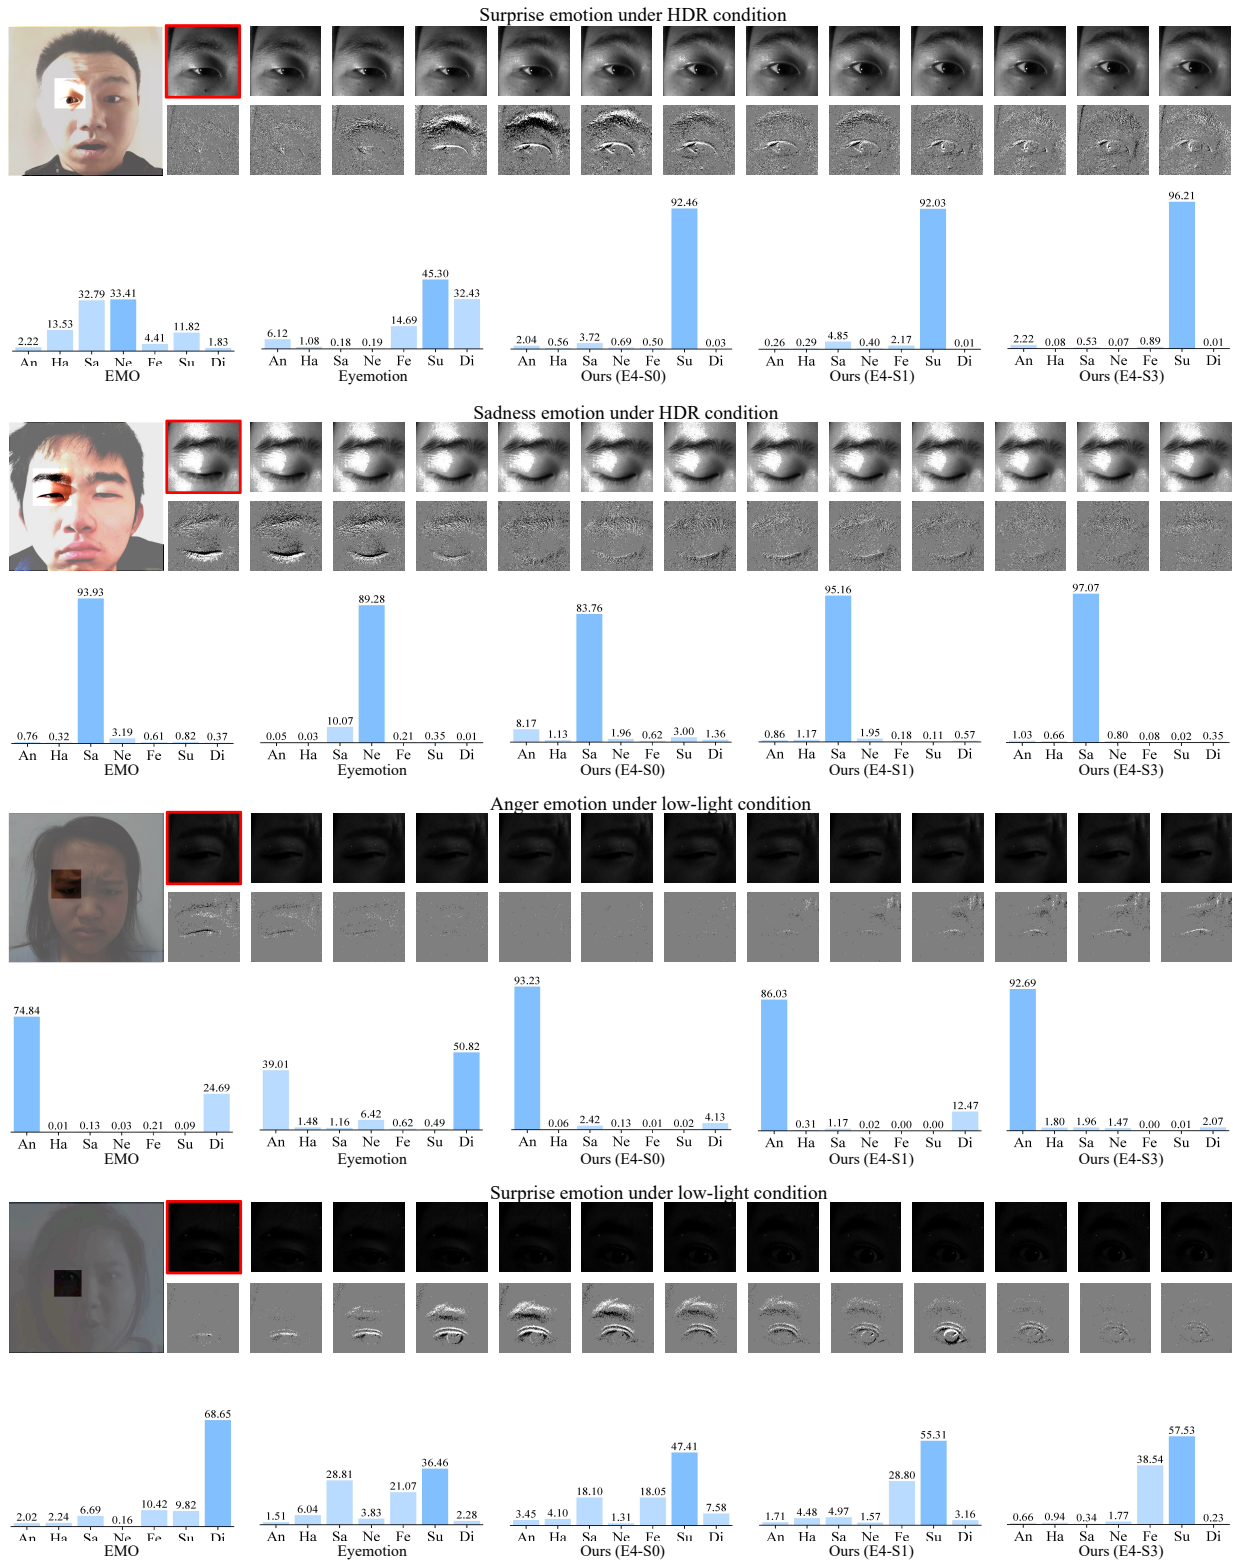 Surprise emotion under HDR condition
2.22 13.53 32.79 33.41 4.41 11.82 1.83
An Ha Sa Ne Fe Su Di
EMO
6.12 1.08 0.18 0.19 14.69 45.30 32.43
An Ha Sa Ne Fe Su Di
Eyemotion
2.04 0.56 3.72 0.69 0.50 92.46 0.03
An Ha Sa Ne Fe Su Di
Ours (E4-S0)
0.26 0.29 4.85 0.40 2.17 92.03 0.01
An Ha Sa Ne Fe Su Di
Ours (E4-S1)
2.22 0.08 0.53 0.07 0.89 96.21 0.01
An Ha Sa Ne Fe Su Di
Ours (E4-S3)
Sadness emotion under HDR condition
0.76 0.32 93.93 3.19 0.61 0.82 0.37
An Ha Sa Ne Fe Su Di
EMO
0.05 0.03 10.07 89.28 0.21 0.35 0.01
An Ha Sa Ne Fe Su Di
Eyemotion
8.17 1.13 83.76 1.96 0.62 3.00 1.36
An Ha Sa Ne Fe Su Di
Ours (E4-S0)
0.86 1.17 95.16 1.95 0.18 0.11 0.57
An Ha Sa Ne Fe Su Di
Ours (E4-S1)
1.03 0.66 97.07 0.80 0.08 0.02 0.35
An Ha Sa Ne Fe Su Di
Ours (E4-S3)
Anger emotion under low-light condition
74.84 0.01 0.13 0.03 0.21 0.09 24.69
An Ha Sa Ne Fe Su Di
EMO
39.01 1.48 1.16 6.42 0.62 0.49 50.82
An Ha Sa Ne Fe Su Di
Eyemotion
93.23 0.06 2.42 0.13 0.01 0.02 4.13
An Ha Sa Ne Fe Su Di
Ours (E4-S0)
86.03 0.31 1.17 0.02 0.00 0.00 12.47
An Ha Sa Ne Fe Su Di
Ours (E4-S1)
92.69 1.80 1.96 1.47 0.00 0.01 2.07
An Ha Sa Ne Fe Su Di
Ours (E4-S3)
Surprise emotion under low-light condition
2.02 2.24 6.69 0.16 10.42 9.82 68.65
An Ha Sa Ne Fe Su Di
EMO
1.51 6.04 28.81 3.83 21.07 36.46 2.28
An Ha Sa Ne Fe Su Di
Eyemotion
3.45 4.10 18.10 1.31 18.05 47.41 7.58
An Ha Sa Ne Fe Su Di
Ours (E4-S0)
1.71 4.48 4.97 1.57 28.80 55.31 3.16
An Ha Sa Ne Fe Su Di
Ours (E4-S1)
0.66 0.94 0.34 1.77 38.54 57.53 0.23
An Ha Sa Ne Fe Su Di
Ours (E4-S3)